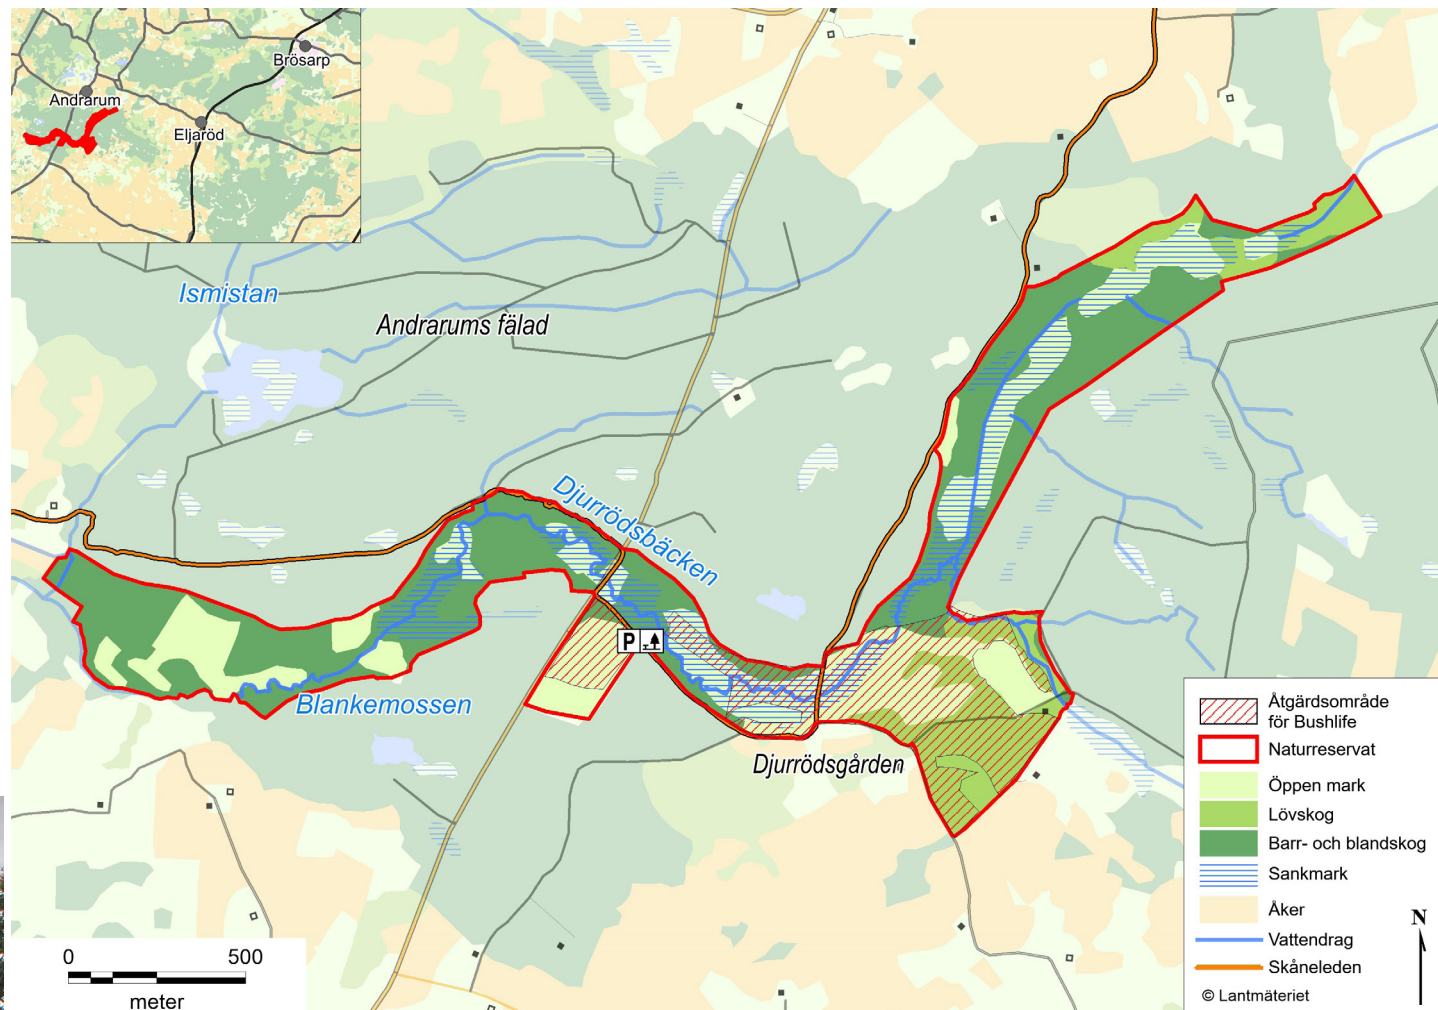 Brösarp
Andrarum
Eljaröd
Ismistan
Andrarums fälad
Djurrödsbäcken
P
Blankemossen
Djurrödsgården
Åtgärdsområde
för Bushlife
Naturreservat
Öppen mark
Lövskog
Barr- och blandskog
Sankmark
Åker
Vattendrag
Skåneleden
© Lantmäteriet
N
0 500
meter